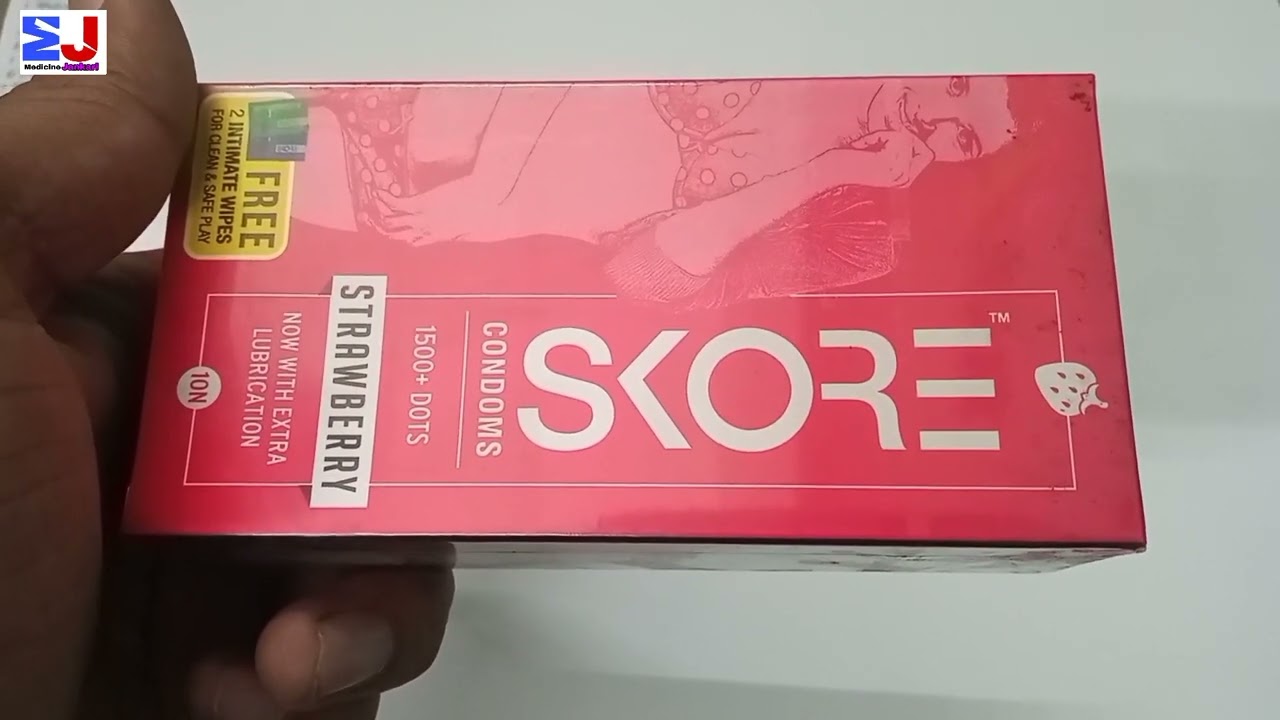 MJ
Medicine Jankari
SKORE™
CONDOMS
1500+ DOTS
STRAWBERRY
NOW WITH EXTRA
LUBRICATION
10N
FREE
2 INTIMATE WIPES
FOR CLEAN & SAFE PLAY